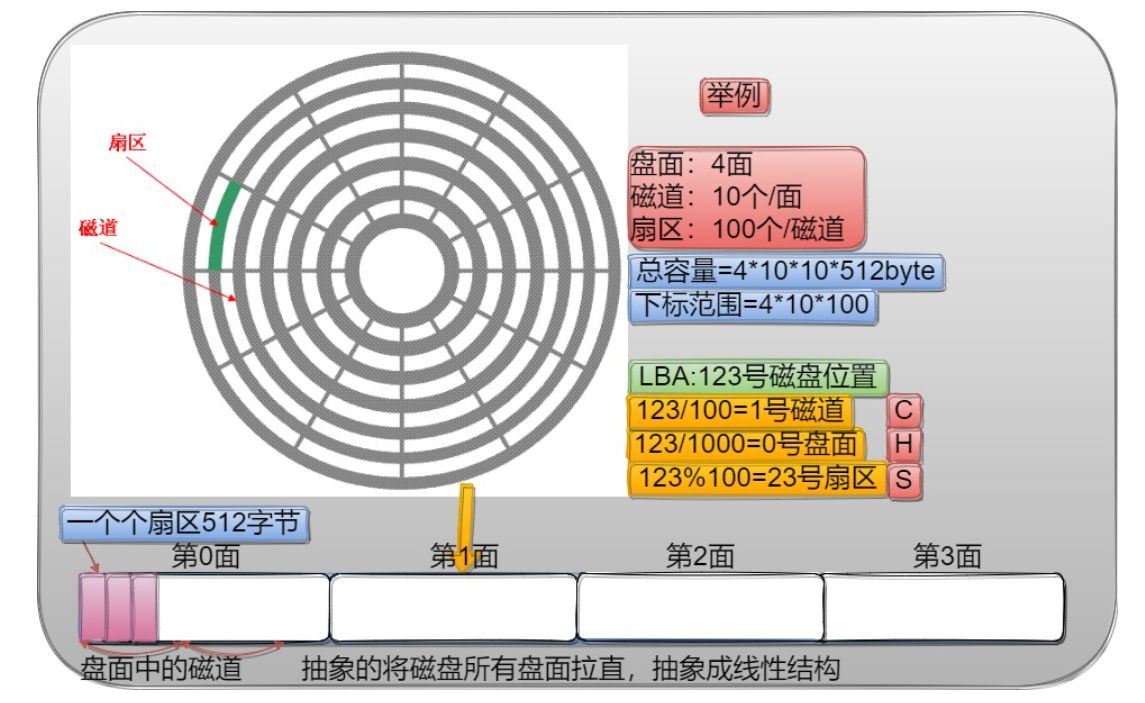 举例
扇区
磁道
盘面：4面
磁道：10个/面
扇区：100个/磁道
总容量=4*10*10*512byte
下标范围=4*10*100
LBA:123号磁盘位置
123/100=1号磁道 C
123/1000=0号盘面 H
123%100=23号扇区 S
一个个扇区512字节
第0面 第1面 第2面 第3面
盘面中的磁道 抽象的将磁盘所有盘面拉直，抽象成线性结构